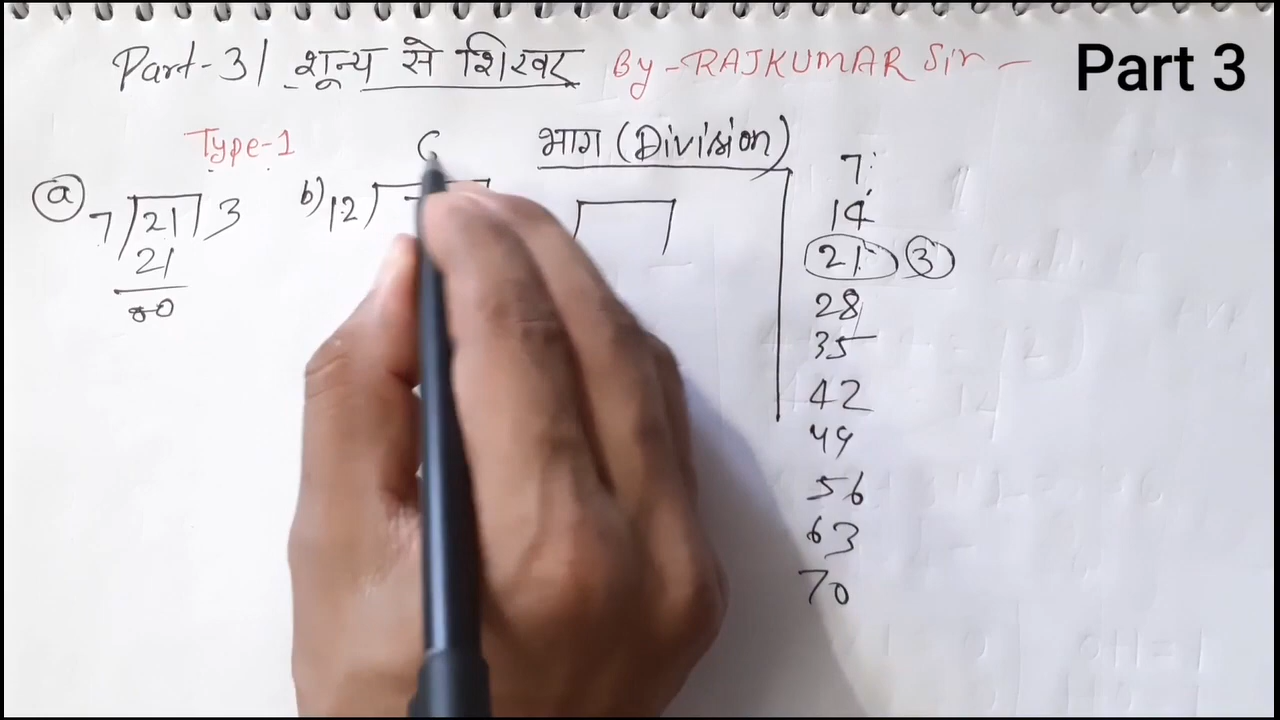 Part-3| शून्य से शिखर By-RAJKUMAR Sir -
Part 3
Type-1
भाग (Division)
a
7)21(3
21
00
b) 12)
7
14
21 3
28
35
42
49
56
63
70